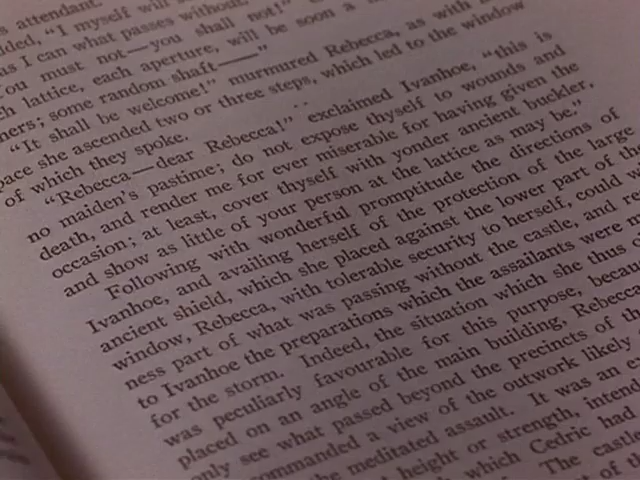 s attendant.
lded, "I myself will
as I can what passes without.
You must not—you shall not!"
ch lattice, each aperture, will be soon a
ners; some random shaft——"
"It shall be welcome!" murmured Rebecca, as with
pace she ascended two or three steps, which led to the window
of which they spoke.
"Rebecca—dear Rebecca!" exclaimed Ivanhoe, "this is
no maiden's pastime; do not expose thyself to wounds and
death, and render me for ever miserable for having given the
occasion; at least, cover thyself with yonder ancient buckler,
and show as little of your person at the lattice as may be."
Following with wonderful promptitude the directions of
Ivanhoe, and availing herself of the protection of the large
ancient shield, which she placed against the lower part of the
window, Rebecca, with tolerable security to herself, could w
ness part of what was passing without the castle, and re
to Ivanhoe the preparations which the assailants were
for the storm. Indeed, the situation which she thus
was peculiarly favourable for this purpose, becau
placed on an angle of the main building, Rebecca
only see what passed beyond the precincts of the
commanded a view of the outwork likely
the meditated assault. It was an e
height or strength, inten
which Cedric had
The castl
of the